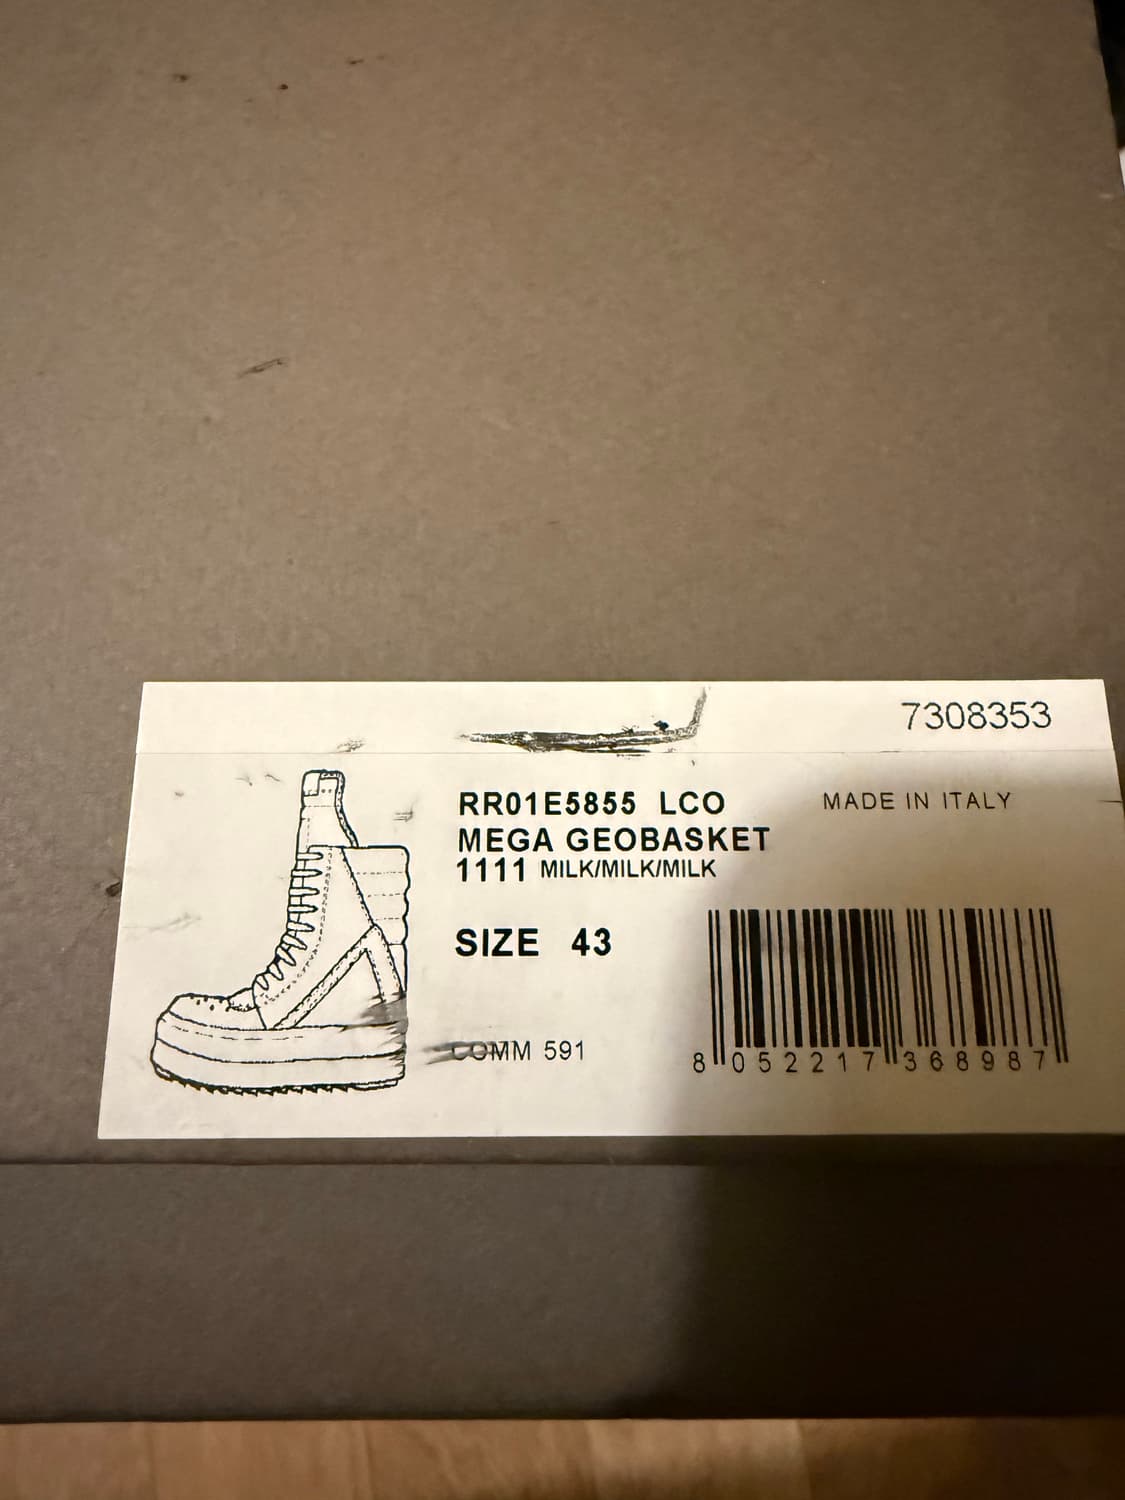 7308353
RR01E5855 LCO
MADE IN ITALY
MEGA GEOBASKET
1111 MILK/MILK/MILK
SIZE 43
COMM 591
8 052217 368987